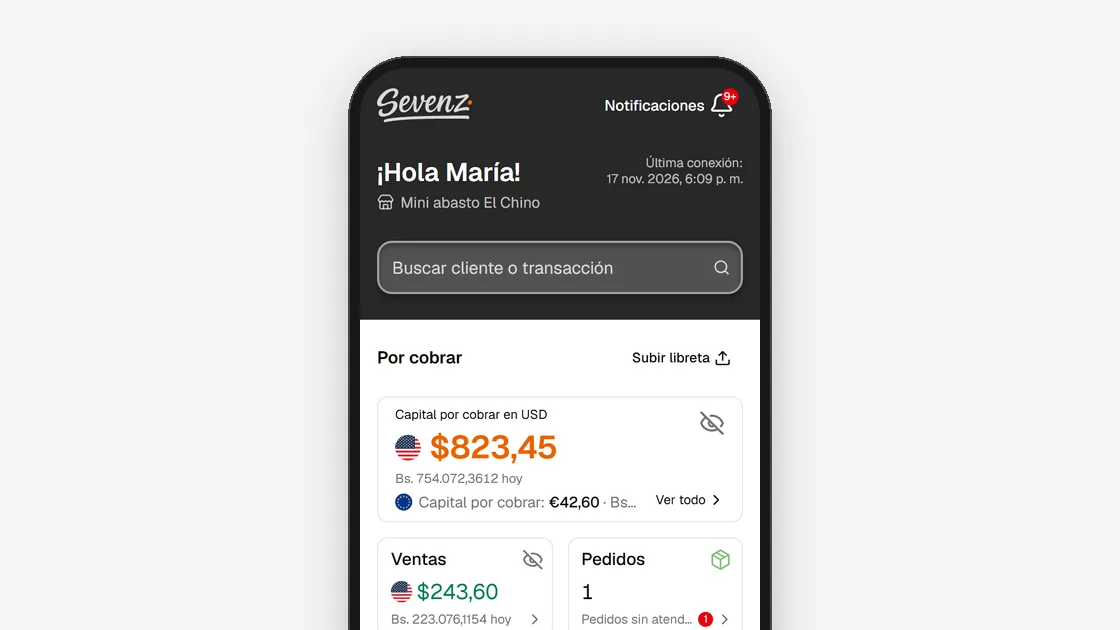 Sevenz
Notificaciones 9+
¡Hola María!
Última conexión:
17 nov. 2026, 6:09 p. m.
Mini abasto El Chino
Buscar cliente o transacción
Por cobrar
Subir libreta
Capital por cobrar en USD
$823,45
Bs. 754.072,3612 hoy
Capital por cobrar: €42,60 · Bs...
Ver todo
Ventas
$243,60
Bs. 223.076,1154 hoy
Pedidos
1
Pedidos sin atend... 1